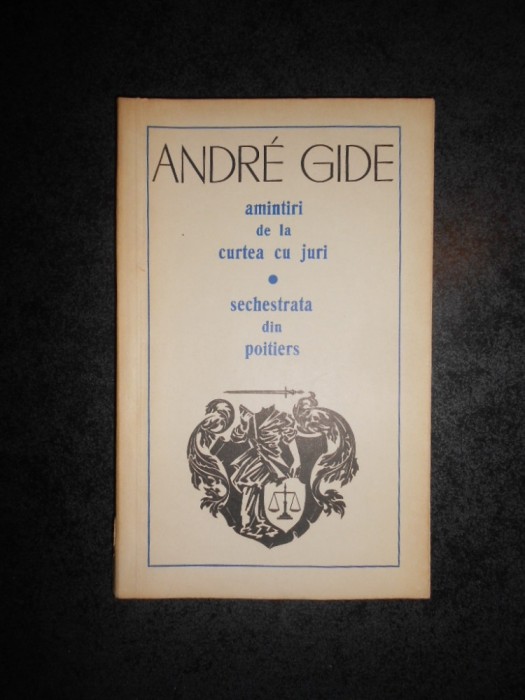 ANDRÉ GIDE
amintiri
de la
curtea cu juri
•
sechestrata
din
poitiers